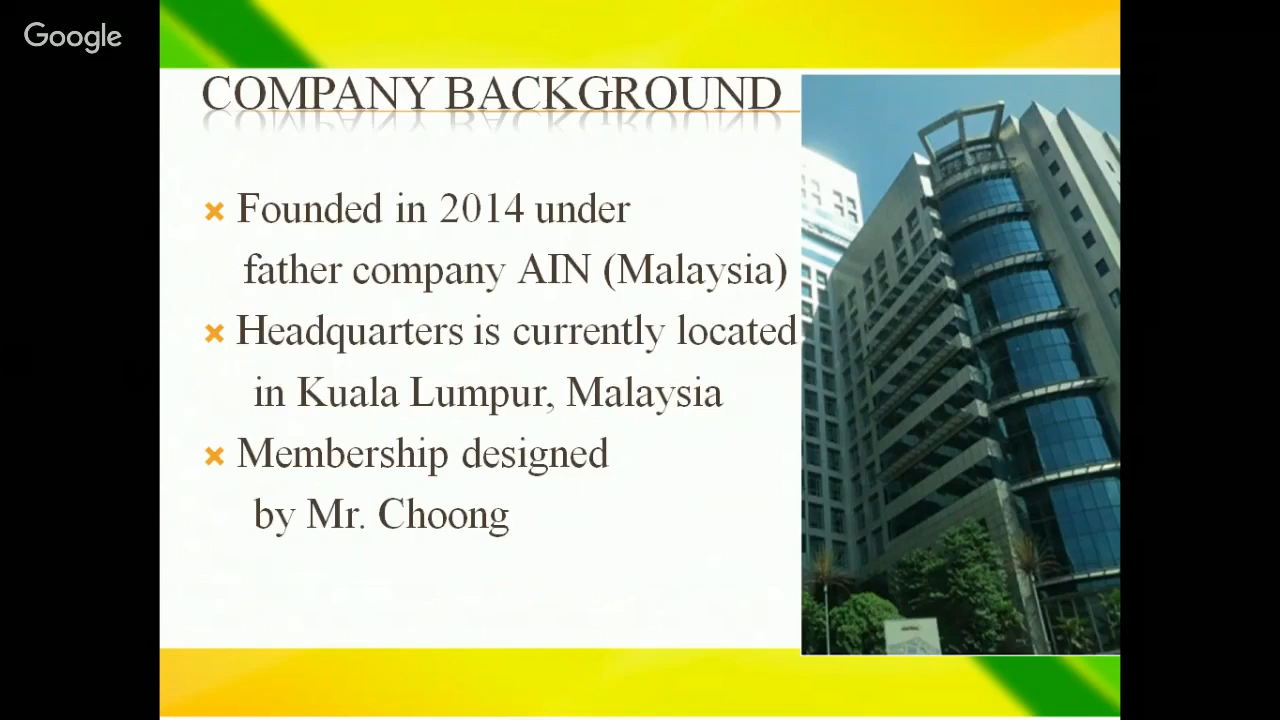 Google
COMPANY BACKGROUND
Founded in 2014 under
father company AIN (Malaysia)
Headquarters is currently located
in Kuala Lumpur, Malaysia
Membership designed
by Mr. Choong